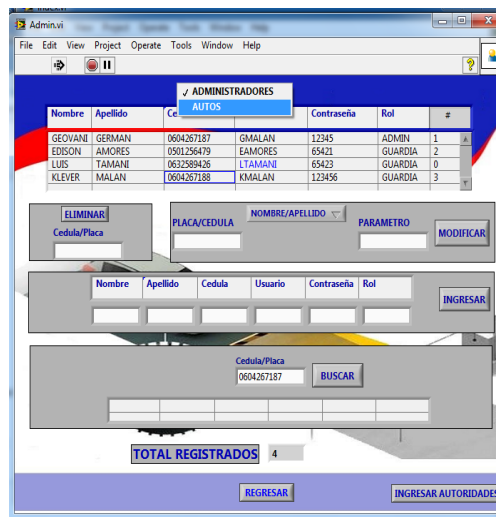 Admin.vi
File Edit View Project Operate Tools Window Help
✓ ADMINISTRADORES
AUTOS
Nombre Apellido Ce Contraseña Rol #
GEOVANI GERMAN 0604267187 GMALAN 12345 ADMIN 1
EDISON AMORES 0501256479 EAMORES 65421 GUARDIA 2
LUIS TAMANI 0632589426 LTAMANI 65423 GUARDIA 0
KLEVER MALAN 0604267188 KMALAN 123456 GUARDIA 3
ELIMINAR
Cedula/Placa
PLACA/CEDULA NOMBRE/APELLIDO PARAMETRO
MODIFICAR
Nombre Apellido Cedula Usuario Contraseña Rol
INGRESAR
Cedula/Placa
0604267187 BUSCAR
TOTAL REGISTRADOS 4
REGRESAR INGRESAR AUTORIDADES